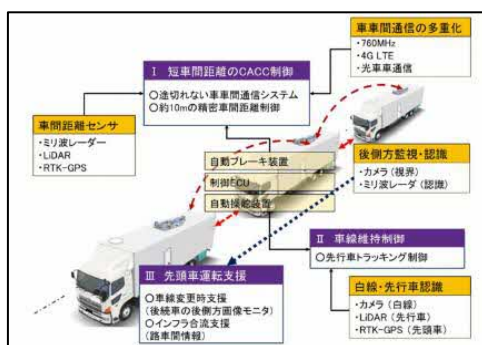 車車間通信の多重化
・760MHz
・4G LTE
・光車車通信
Ⅰ 短車間距離のCACC制御
○途切れない車車間通信システム
○約10mの精密車間距離制御
車間距離センサ
・ミリ波レーダー
・LiDAR
・RTK-GPS
自動ブレーキ装置
制御ECU
自動操舵装置
後側方監視・認識
・カメラ（視界）
・ミリ波レーダ（認識）
Ⅱ 車線維持制御
○先行車トラッキング制御
Ⅲ 先頭車運転支援
○車線変更時支援
（後続車の後側方画像モニタ）
○インフラ合流支援
（路車間情報）
白線・先行車認識
・カメラ（白線）
・LiDAR（先行車）
・RTK-GPS（先頭車）